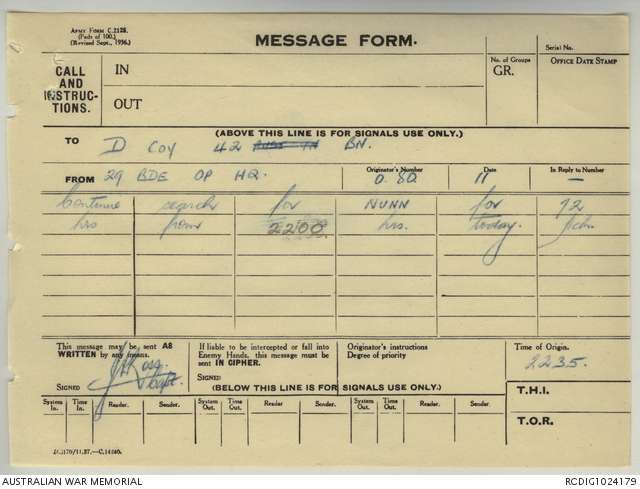 ARMY FORM C.2128.
(Pads of 100.)
(Revised Sept., 1936.)
MESSAGE FORM.
Serial No.
CALL AND INSTRUCTIONS.
IN
OUT
No. of Groups
GR.
OFFICE DATE STAMP
(ABOVE THIS LINE IS FOR SIGNALS USE ONLY.)
TO D COY 42 BN.
FROM 29 BDE OP HQ.
Originator's Number
O.82
Date
11
In Reply to Number
—
Continue search for NUNN for 12
hrs from 2200 hrs. today.
This message may be sent AS WRITTEN by any means.
SIGNED Capt.
If liable to be intercepted or fall into Enemy Hands, this message must be sent IN CIPHER.
SIGNED
Originator's instructions
Degree of priority
Time of Origin.
2235.
(BELOW THIS LINE IS FOR SIGNALS USE ONLY.)
T.H.I.
T.O.R.
System In. Time In. Reader. Sender. System Out. Time Out. Reader. Sender. System Out. Time Out. Reader. Sender.
AUSTRALIAN WAR MEMORIAL
RCDIG1024179